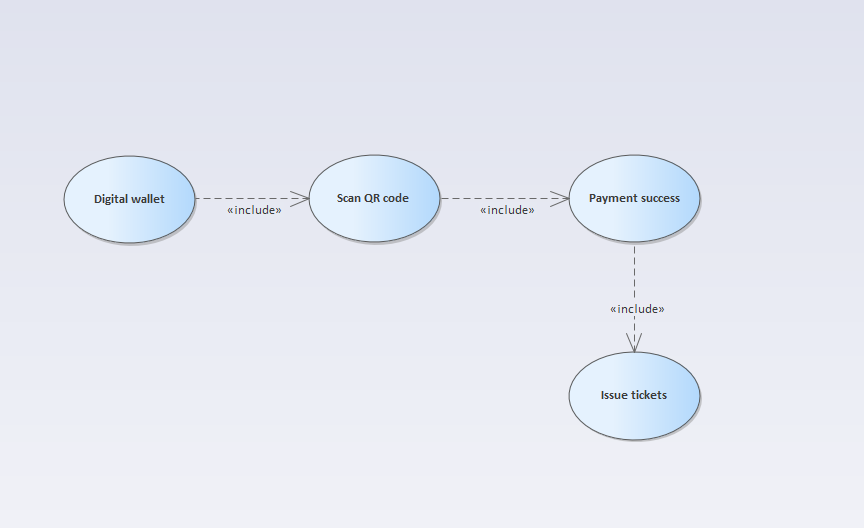 Digital wallet
«include»
Scan QR code
«include»
Payment success
«include»
Issue tickets